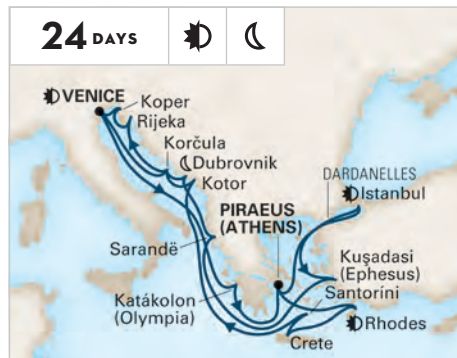 24 DAYS
VENICE
Koper
Rijeka
Korčula
Dubrovnik
Kotor
DARDANELLES
Istanbul
PIRAEUS
(ATHENS)
Sarandë
Kuşadasi
(Ephesus)
Katákolon
(Olympia)
Santorini
Rhodes
Crete